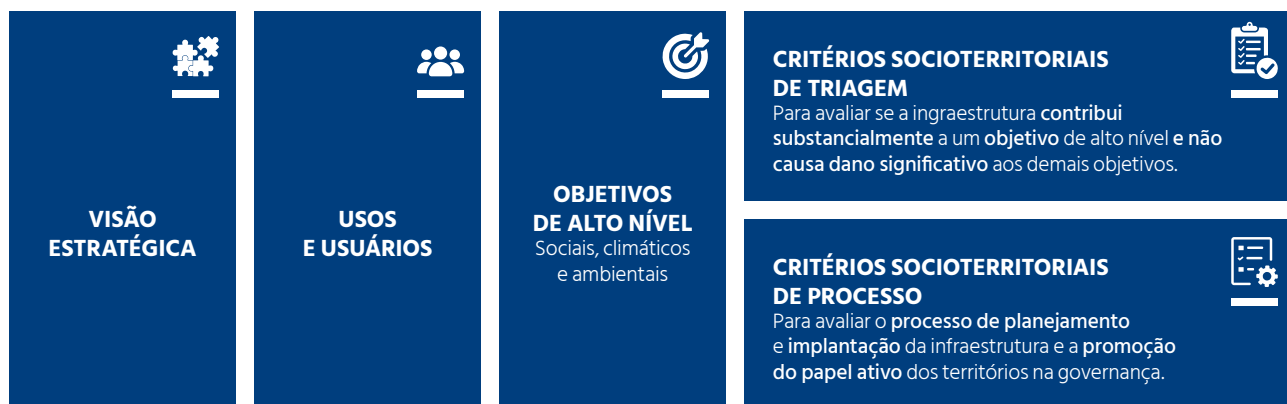 VISÃO
ESTRATÉGICA
USOS
E USUÁRIOS
OBJETIVOS
DE ALTO NÍVEL
Sociais, climáticos
e ambientais
CRITÉRIOS SOCIOTERRITORIAIS
DE TRIAGEM
Para avaliar se a ingraestrutura contribui
substancialmente a um objetivo de alto nível e não
causa dano significativo aos demais objetivos.
CRITÉRIOS SOCIOTERRITORIAIS
DE PROCESSO
Para avaliar o processo de planejamento
e implantação da infraestrutura e a promoção
do papel ativo dos territórios na governança.